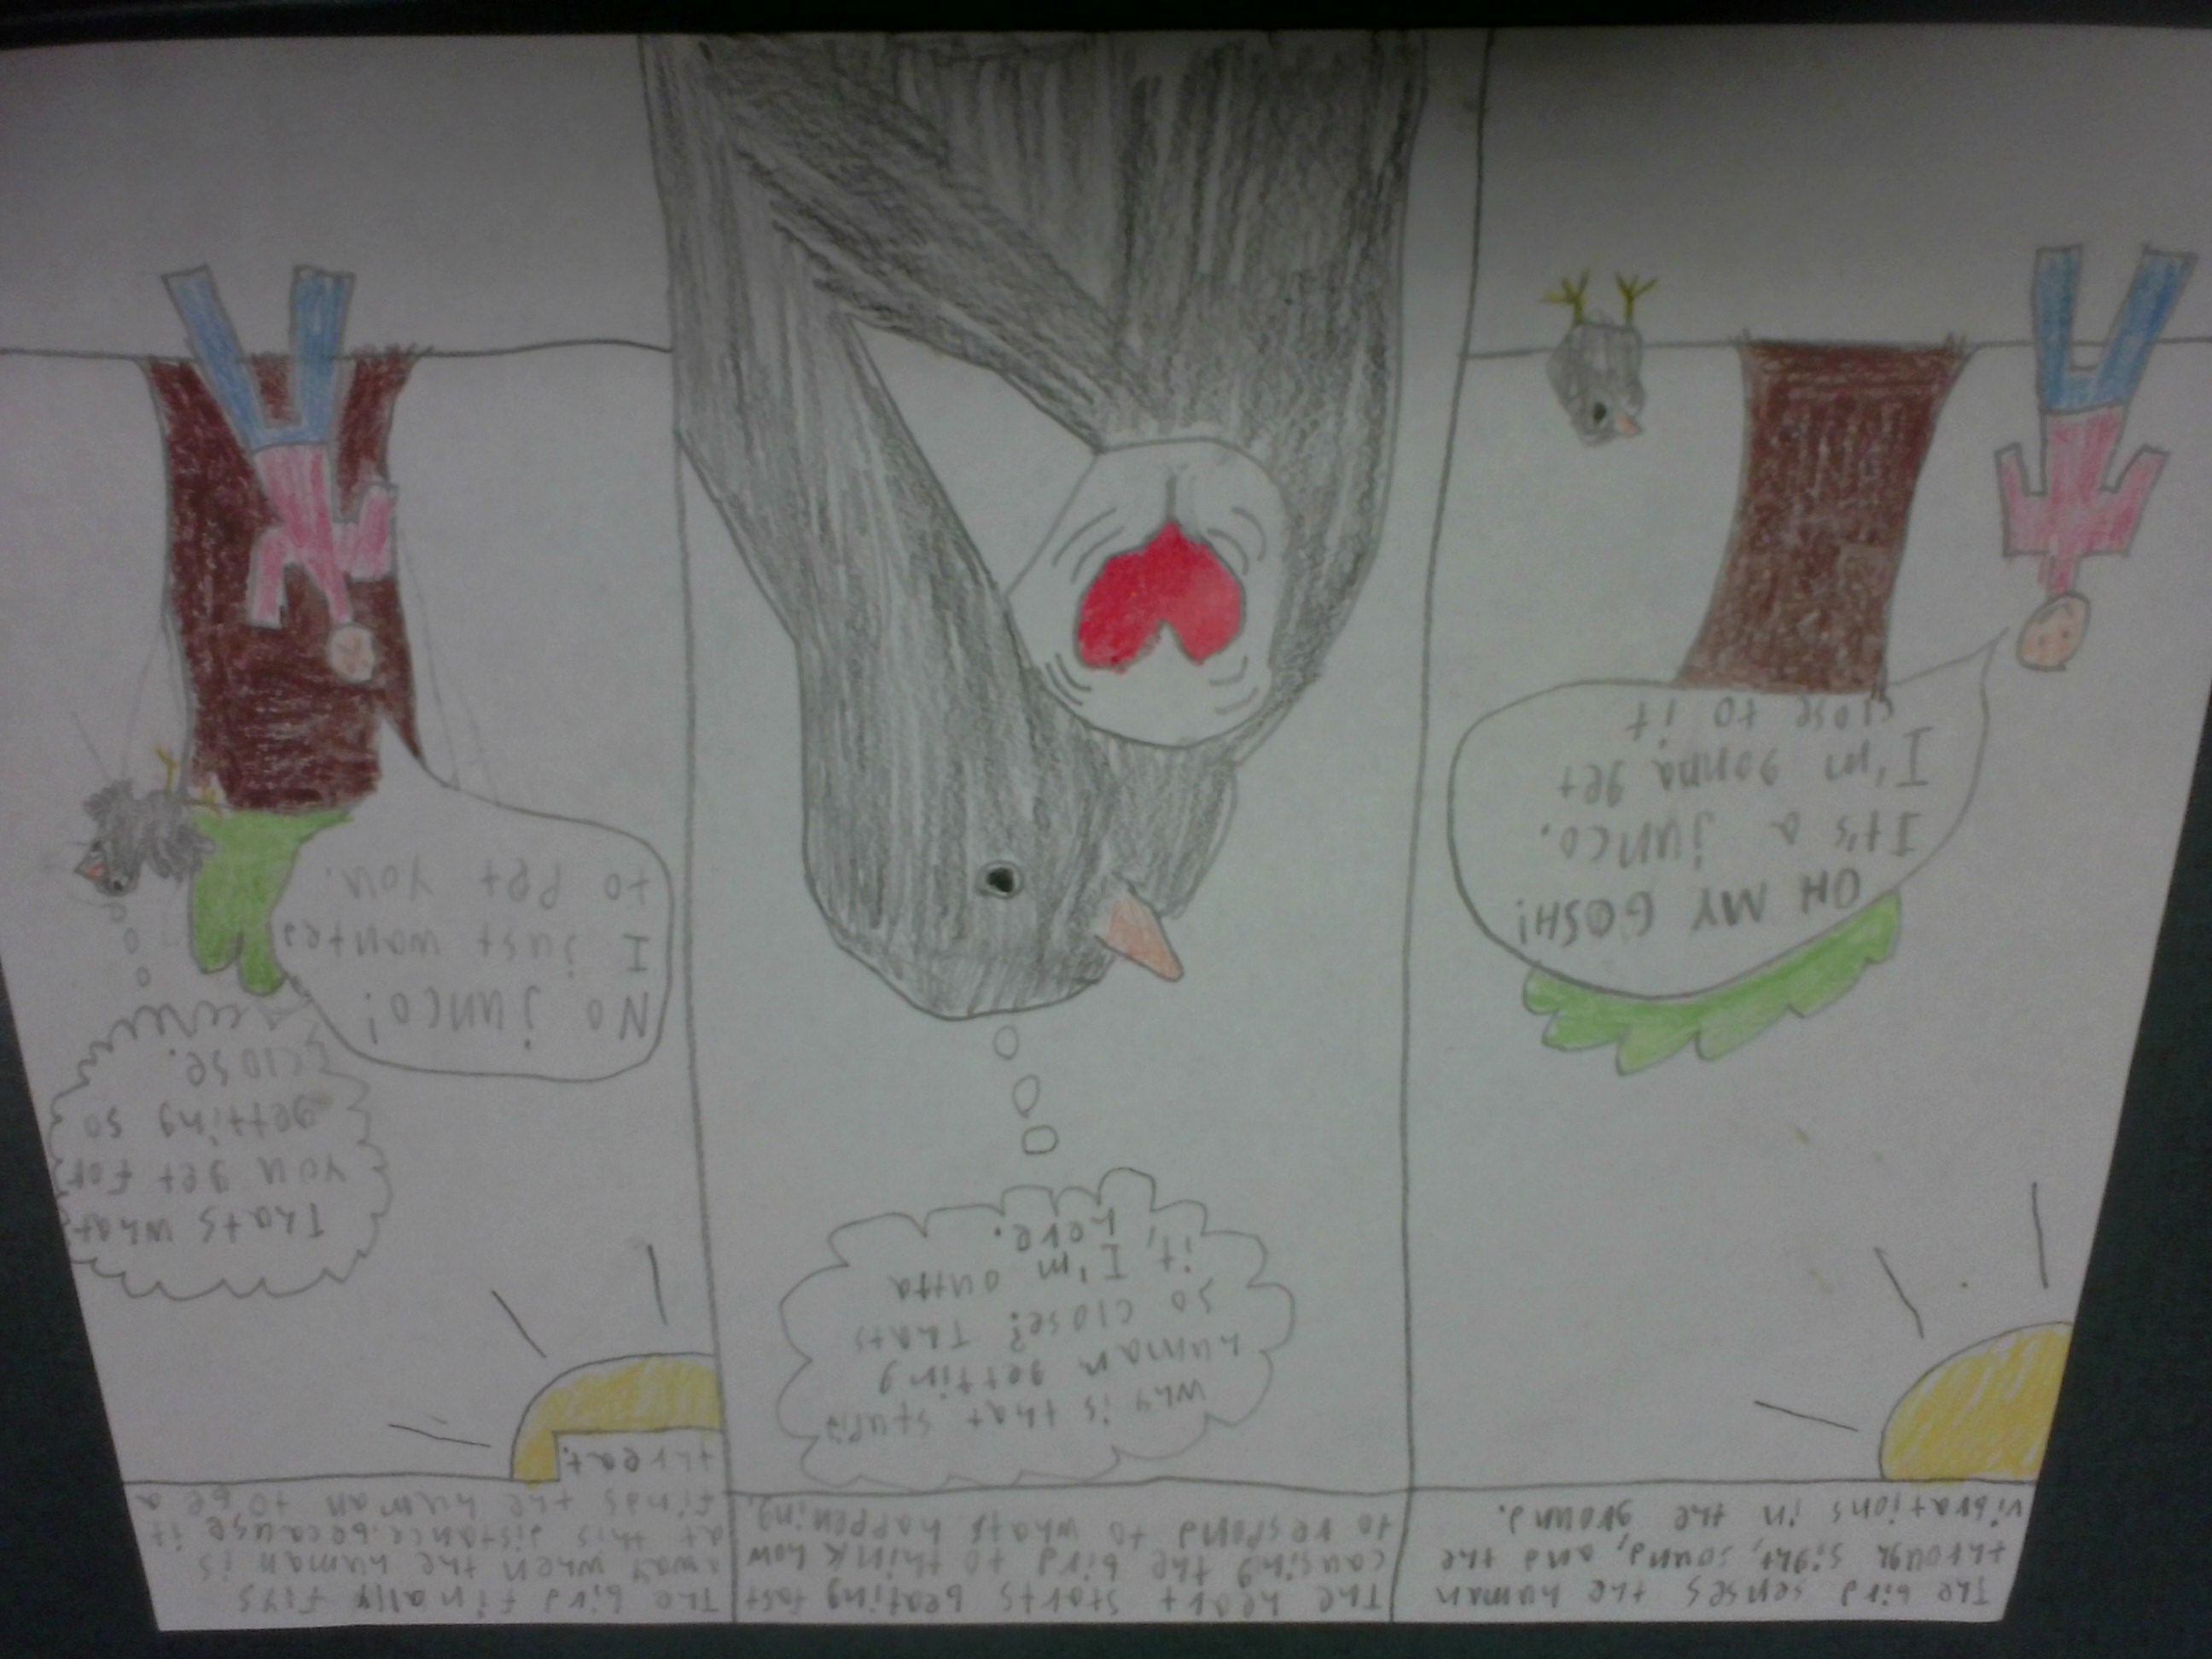 The bird senses the human
through sight, sound, and the
vibrations in the ground.
OH MY GOSH!
It's a junco.
I'm gonna get
close to it
The heart starts beating fast
causing the bird to think how
to respond to whats happening.
Why is that stupid
human getting
so close? Thats
it, I'm outta
here.
The bird finally flys
away when the human is
at this distance because it
finds the human to be a
threat.
Thats what
you get for
getting so
close.
No junco!
I just wanted
to pet you.